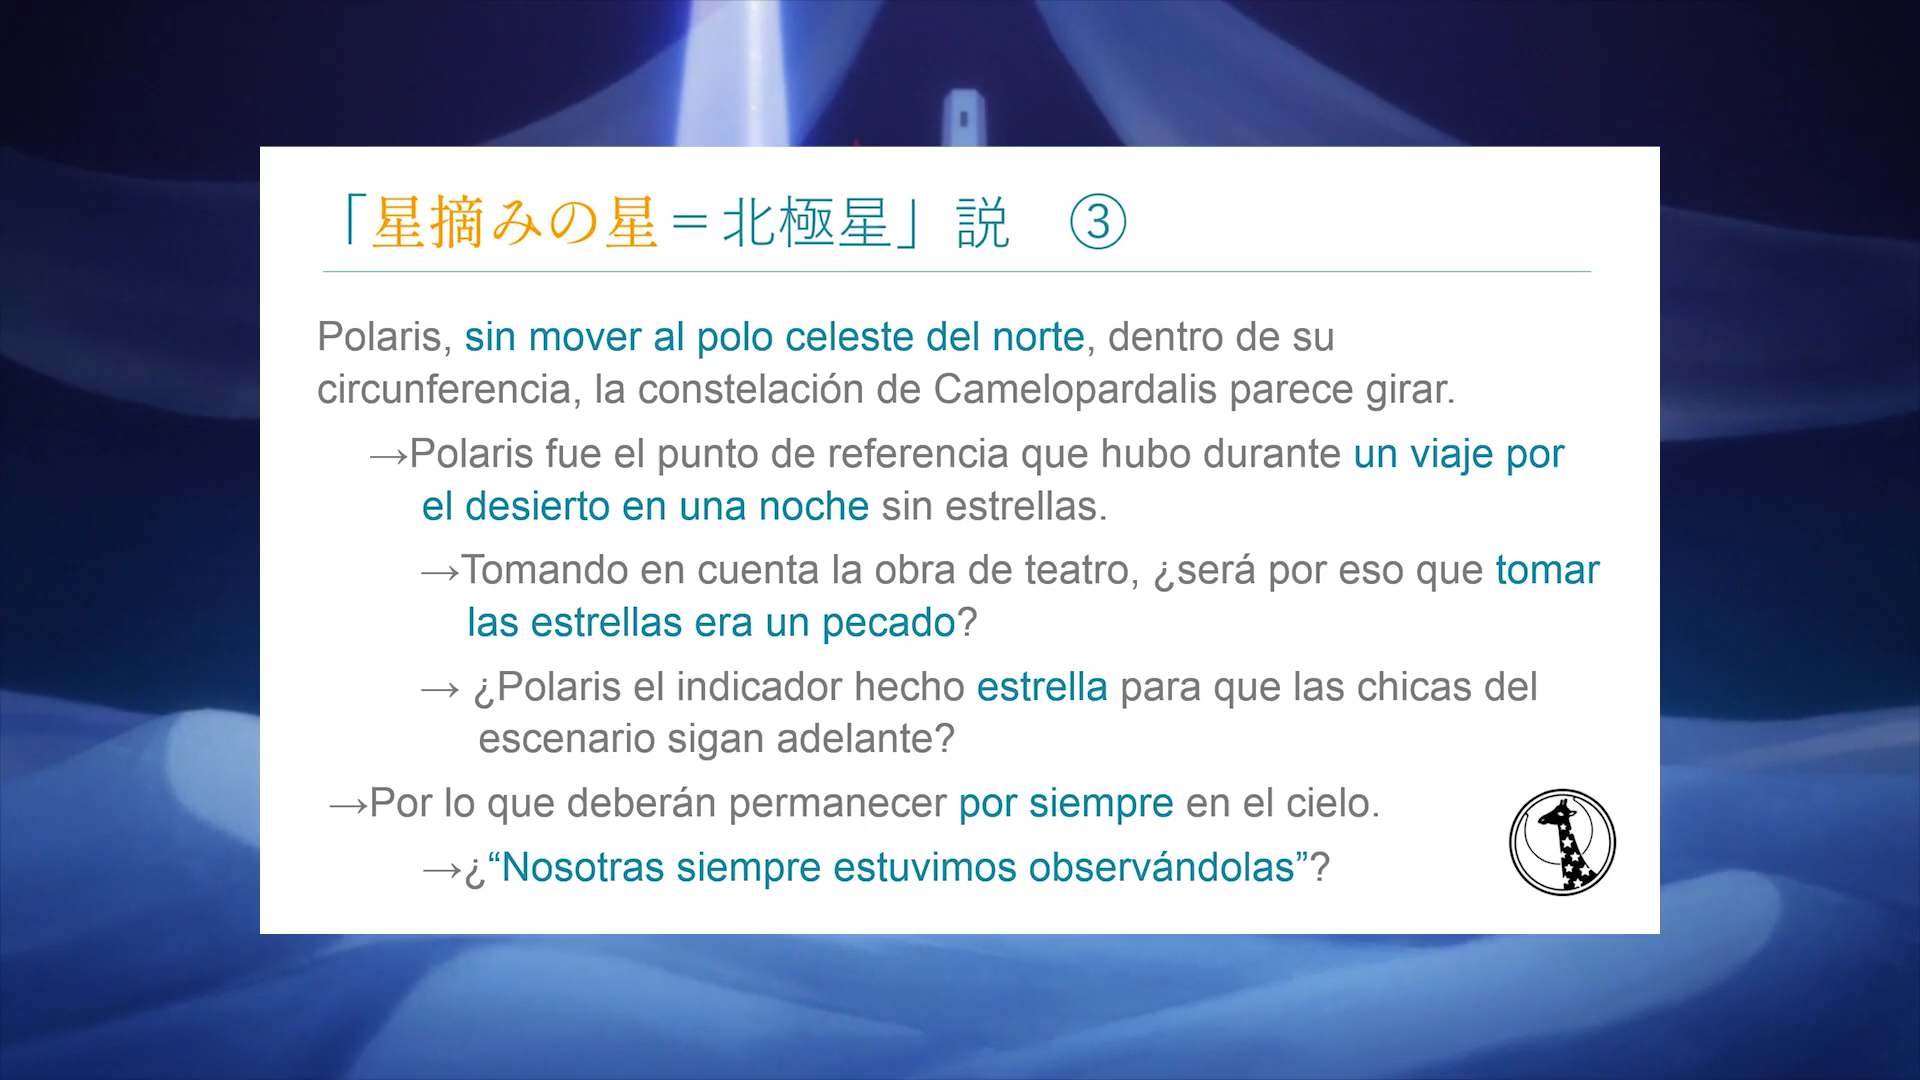 「星摘みの星＝北極星」説　③
Polaris, sin mover al polo celeste del norte, dentro de su
circunferencia, la constelación de Camelopardalis parece girar.
→Polaris fue el punto de referencia que hubo durante un viaje por
el desierto en una noche sin estrellas.
→Tomando en cuenta la obra de teatro, ¿será por eso que tomar
las estrellas era un pecado?
→ ¿Polaris el indicador hecho estrella para que las chicas del
escenario sigan adelante?
→Por lo que deberán permanecer por siempre en el cielo.
→¿“Nosotras siempre estuvimos observándolas”?